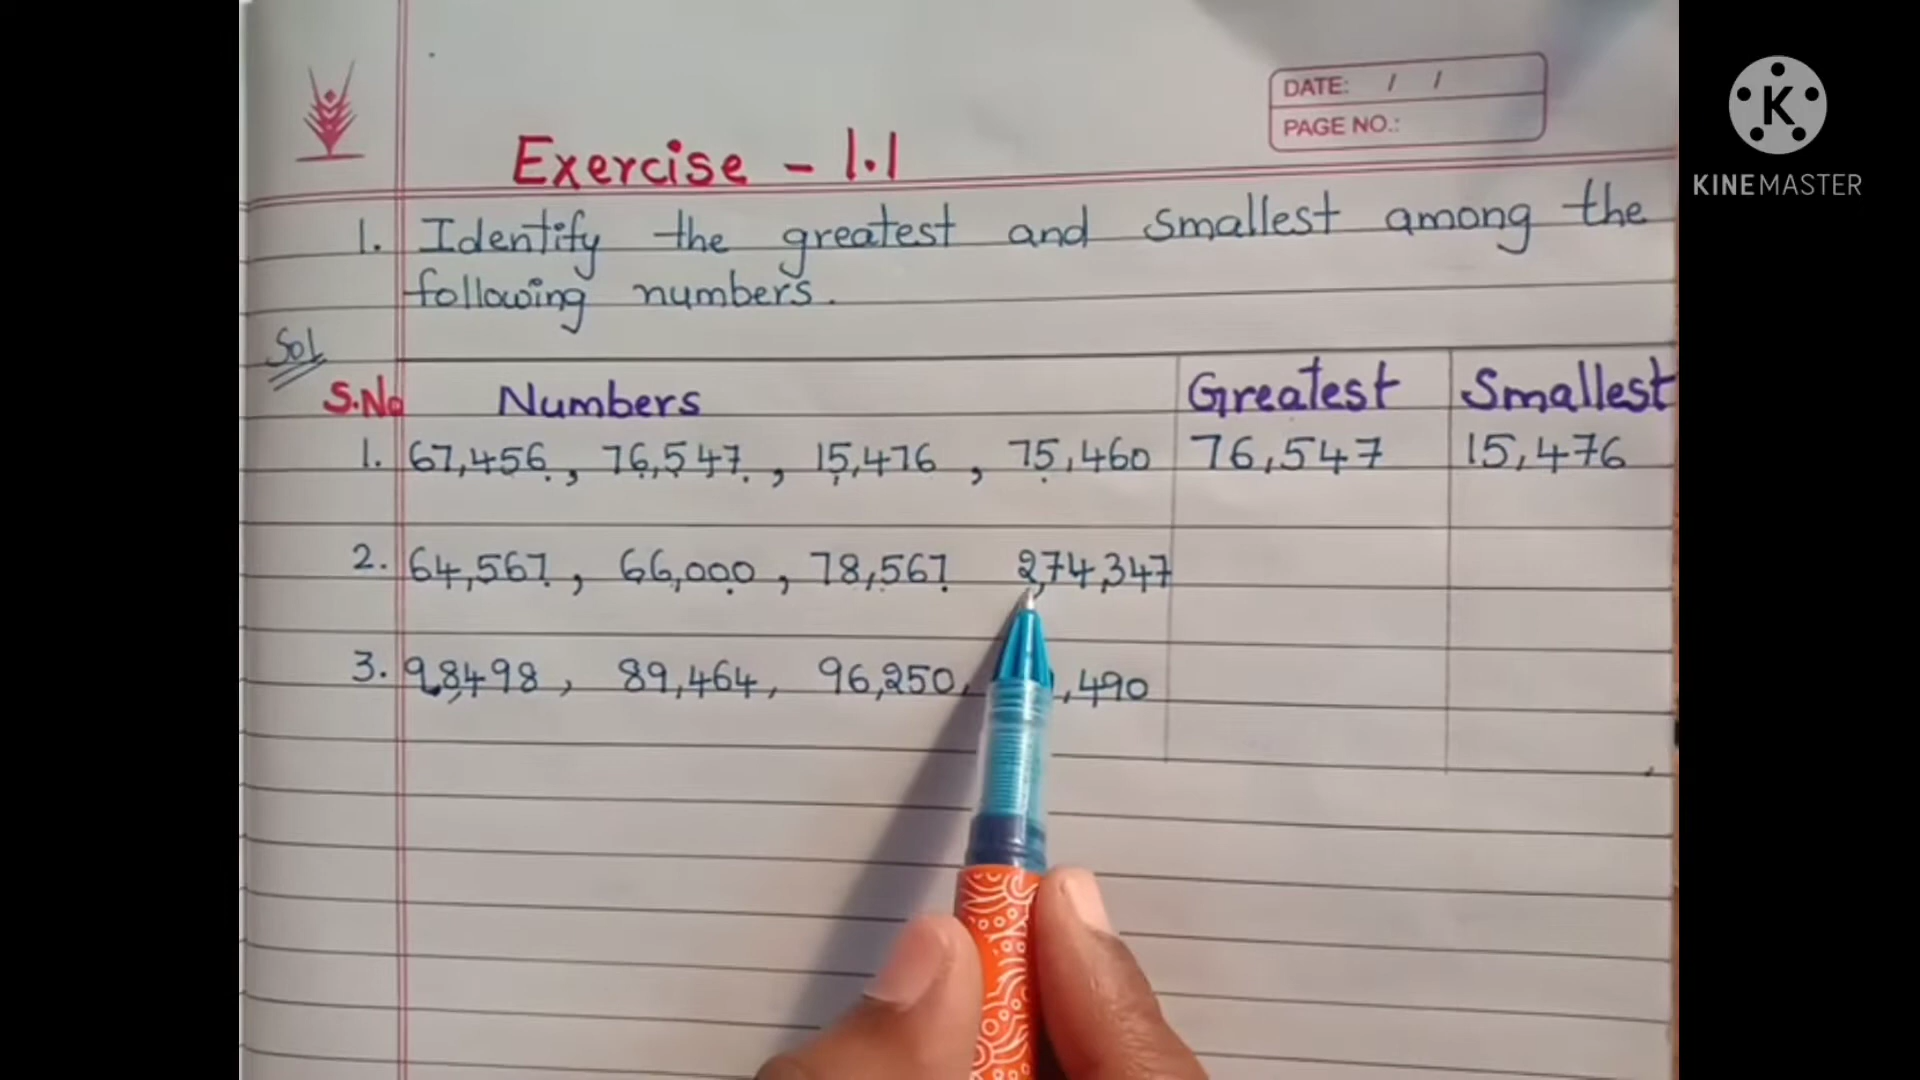 DATE: / /
PAGE NO.:
KINEMASTER
Exercise - 1.1
1. Identify the greatest and smallest among the
following numbers.
Sol
S.No Numbers Greatest Smallest
1. 67,456, 76,547, 15,476, 75,460 76,547 15,476
2. 64,567, 66,000, 78,567 2,74,347
3. 98,498, 89,464, 96,250, ,490